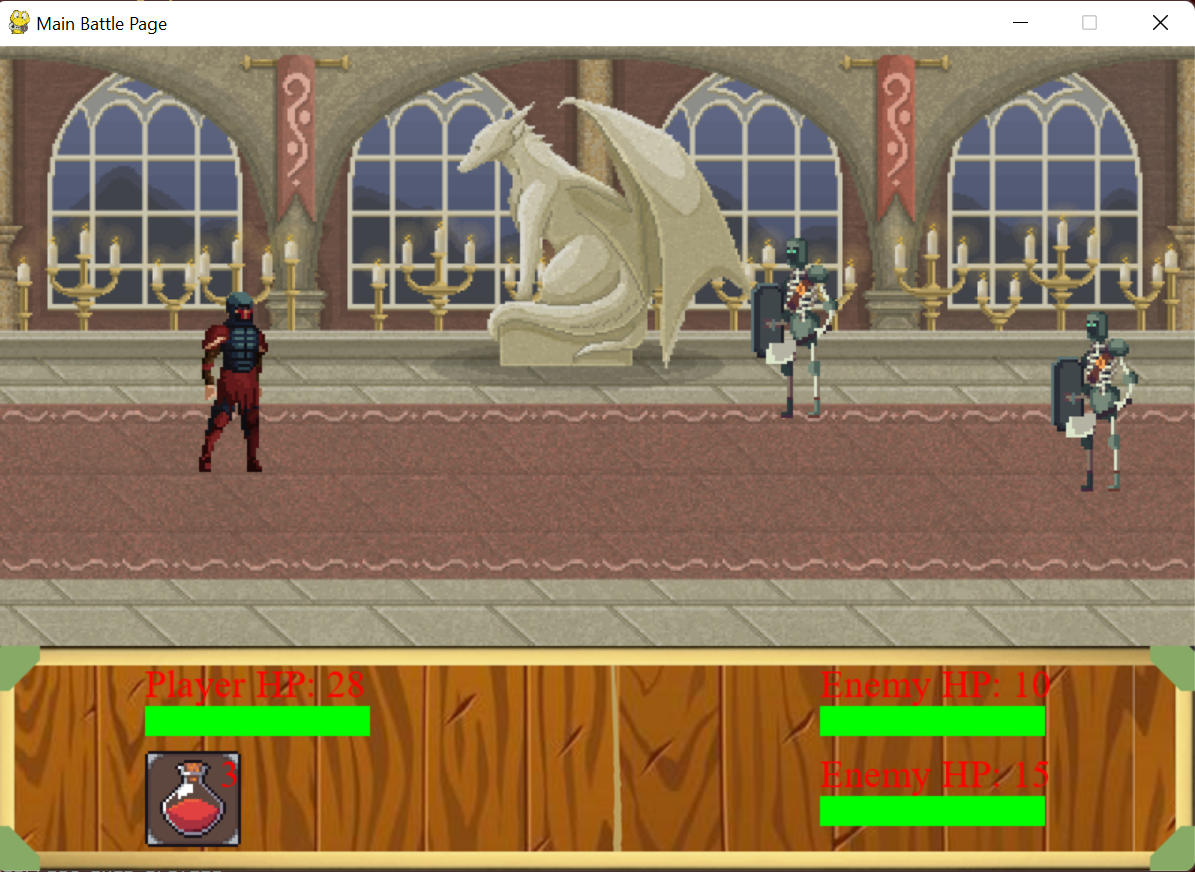 Main Battle Page
Player HP: 28
Enemy HP: 10
3
Enemy HP: 15